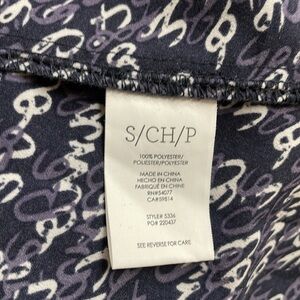 S/CH/P
100% POLYESTER/
POLIÉSTER/POLYESTER
MADE IN CHINA
HECHO EN CHINA
FABRIQUÉ EN CHINE
RN#54077
CA#59814
STYLE# 5336
PO# 220437
SEE REVERSE FOR CARE